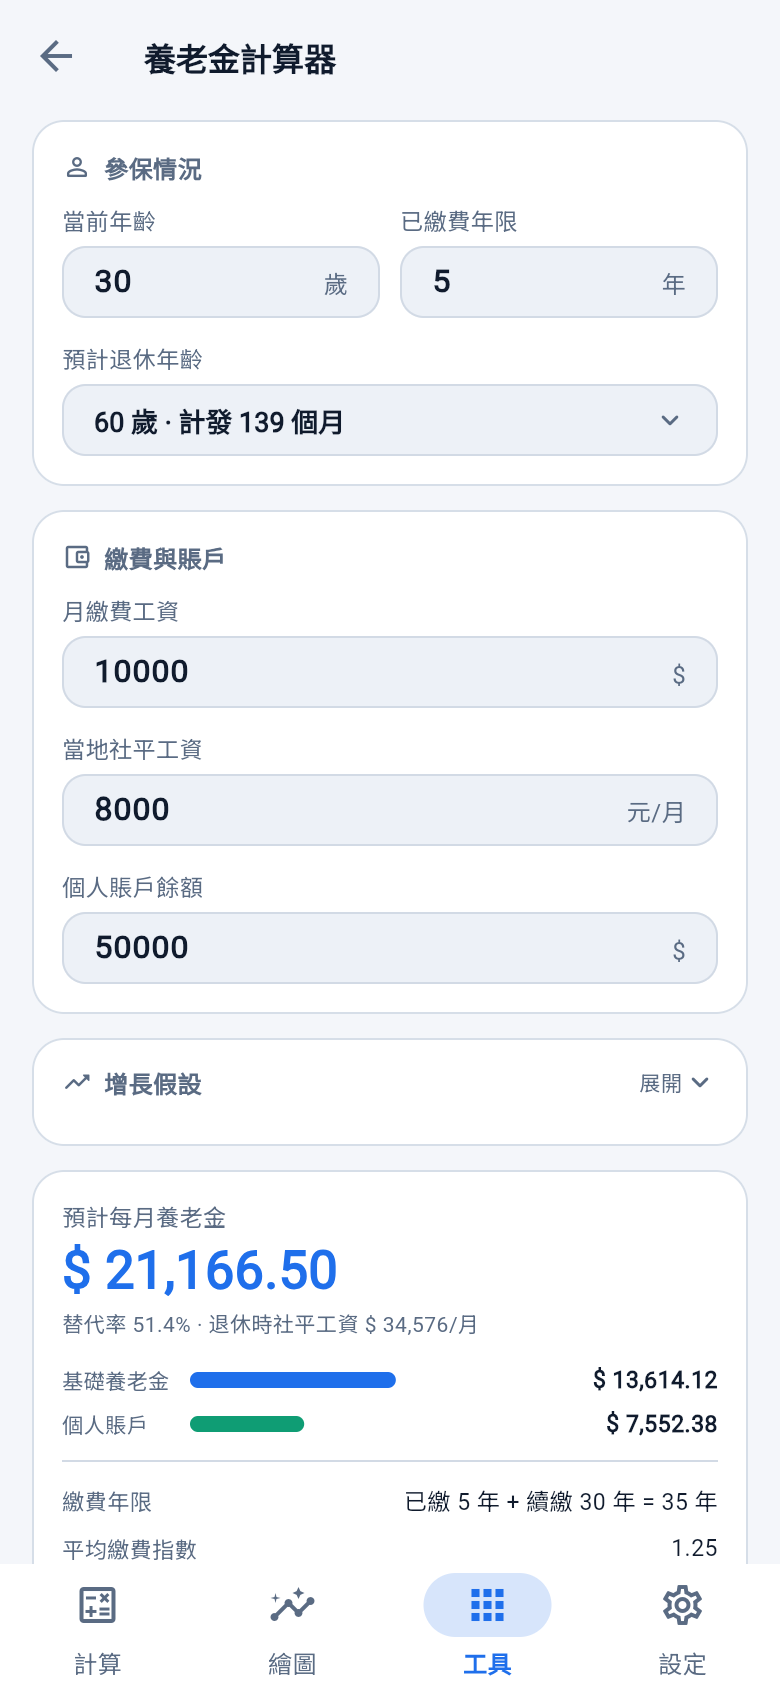 養老金計算器
參保情況
當前年齡 已繳費年限
30 歲 5 年
預計退休年齡
60 歲 · 計發 139 個月
繳費與賬戶
月繳費工資
10000 $
當地社平工資
8000 元/月
個人賬戶餘額
50000 $
增長假設 展開
預計每月養老金
$ 21,166.50
替代率 51.4% · 退休時社平工資 $ 34,576/月
基礎養老金 $ 13,614.12
個人賬戶 $ 7,552.38
繳費年限 已繳 5 年 + 續繳 30 年 = 35 年
平均繳費指數 1.25
計算 繪圖 工具 設定